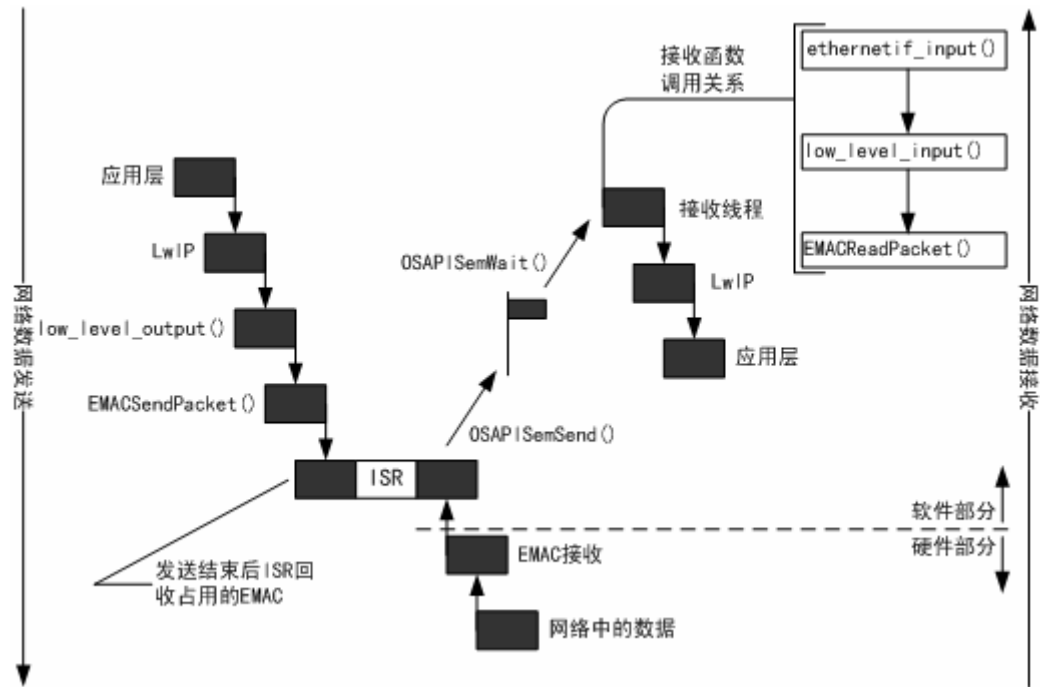 接收函数
调用关系
ethernetif_input()
low_level_input()
EMACReadPacket()
应用层
LwIP
low_level_output()
EMACSendPacket()
ISR
发送结束后ISR回
收占用的EMAC
OSAPISemWait()
OSAPISemSend()
接收线程
LwIP
应用层
EMAC接收
网络中的数据
软件部分
硬件部分
网络数据发送
网络数据接收